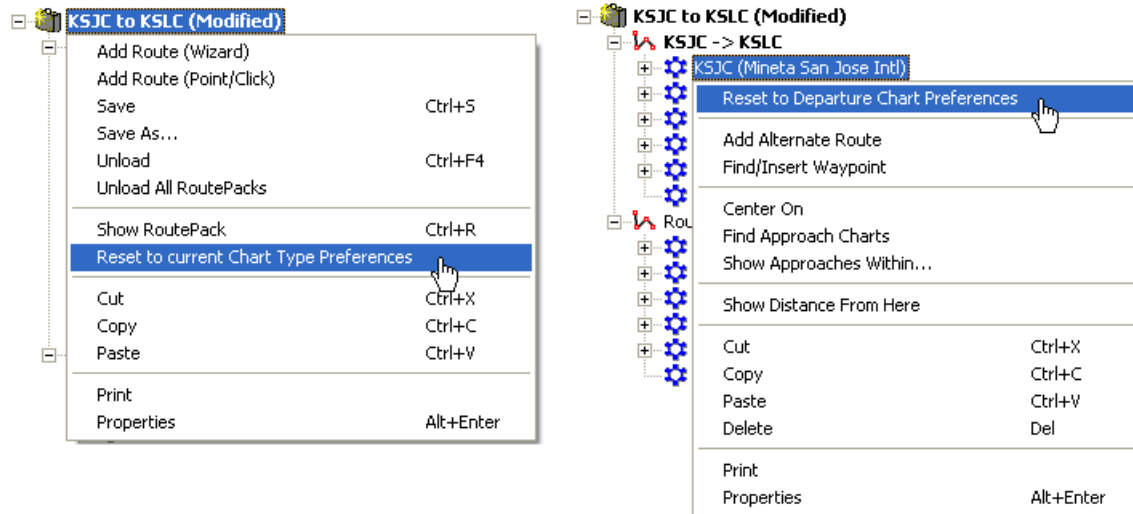 KSJC to KSLC (Modified)
Add Route (Wizard)
Add Route (Point/Click)
Save Ctrl+S
Save As...
Unload Ctrl+F4
Unload All RoutePacks
Show RoutePack Ctrl+R
Reset to current Chart Type Preferences
Cut Ctrl+X
Copy Ctrl+C
Paste Ctrl+V
Print
Properties Alt+Enter
KSJC to KSLC (Modified)
KSJC -> KSLC
KSJC (Mineta San Jose Intl)
Reset to Departure Chart Preferences
Add Alternate Route
Find/Insert Waypoint
Rou
Center On
Find Approach Charts
Show Approaches Within...
Show Distance From Here
Cut Ctrl+X
Copy Ctrl+C
Paste Ctrl+V
Delete Del
Print
Properties Alt+Enter